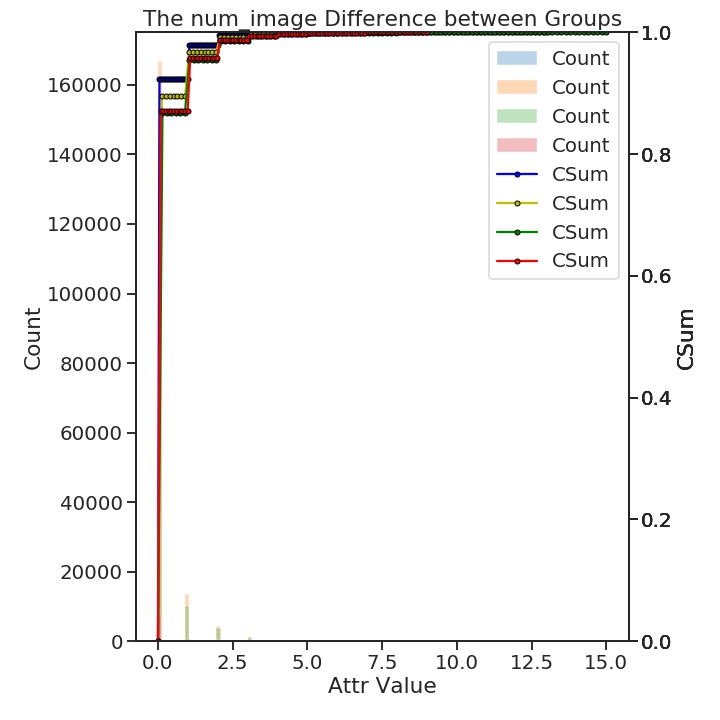 The num_image Difference between Groups
160000
140000
120000
100000
80000
60000
40000
20000
0
Count
1.0
0.8
0.6
0.4
0.2
0.0
CSum
Count
Count
Count
Count
CSum
CSum
CSum
CSum
0.0 2.5 5.0 7.5 10.0 12.5 15.0
Attr Value